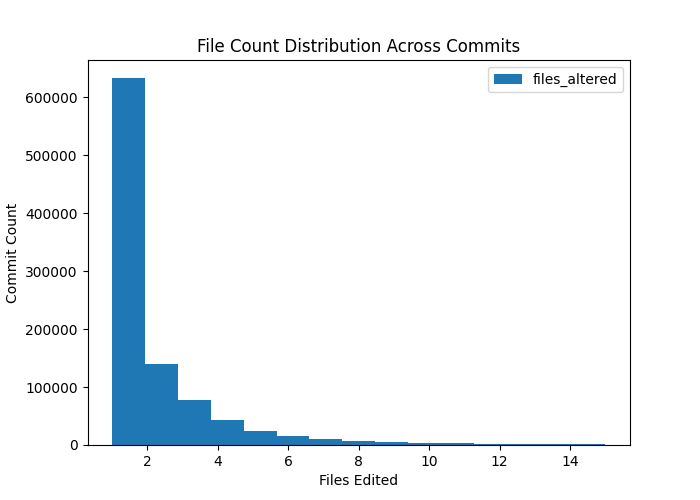 File Count Distribution Across Commits
files_altered
600000
500000
400000
300000
200000
100000
0
Commit Count
2 4 6 8 10 12 14
Files Edited